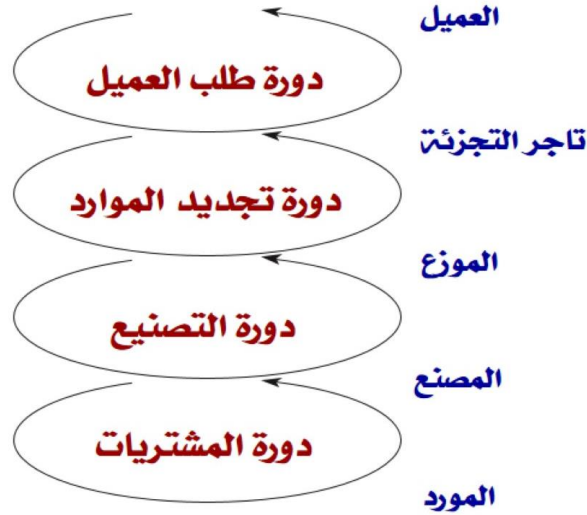 العميل
دورة طلب العميل
تاجر التجزئة
دورة تجديد الموارد
الموزع
دورة التصنيع
المصنع
دورة المشتريات
المورد